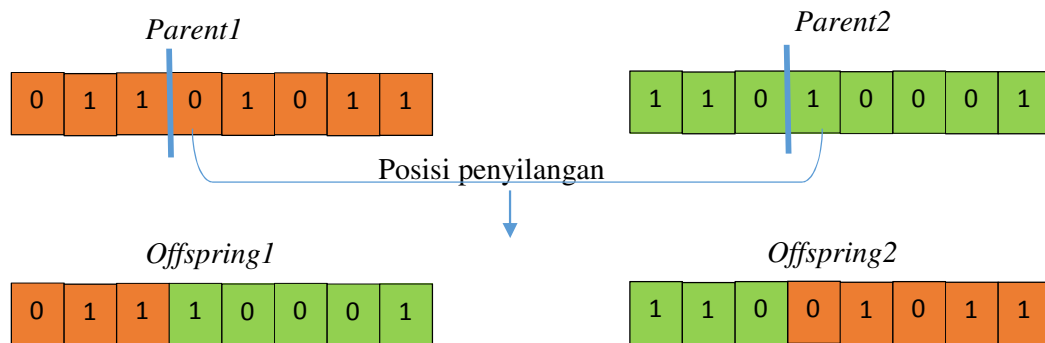 Parent1 Parent2
0 1 1 0 1 0 1 1 1 1 0 1 0 0 0 1
Posisi penyilangan
Offspring1 Offspring2
0 1 1 1 0 0 0 1 1 1 0 0 1 0 1 1